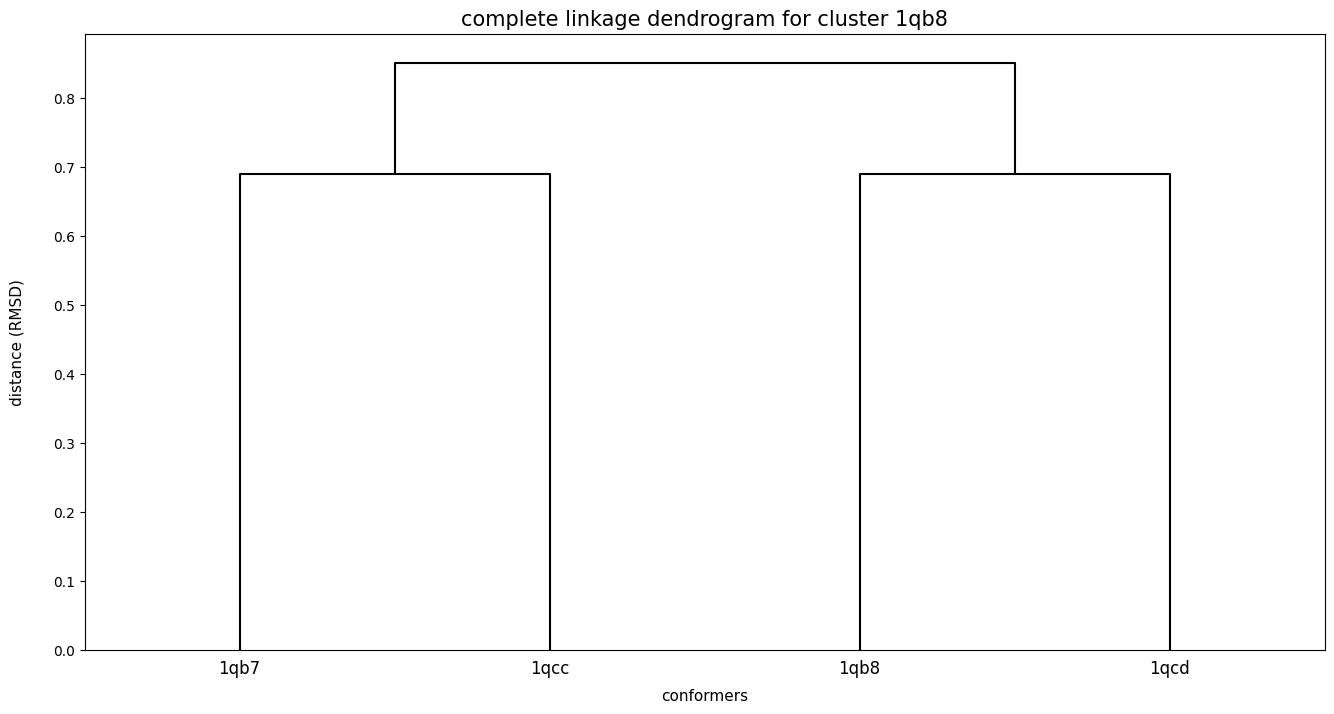 complete linkage dendrogram for cluster 1qb8
distance (RMSD)
0.8
0.7
0.6
0.5
0.4
0.3
0.2
0.1
0.0
1qb7 1qcc 1qb8 1qcd
conformers